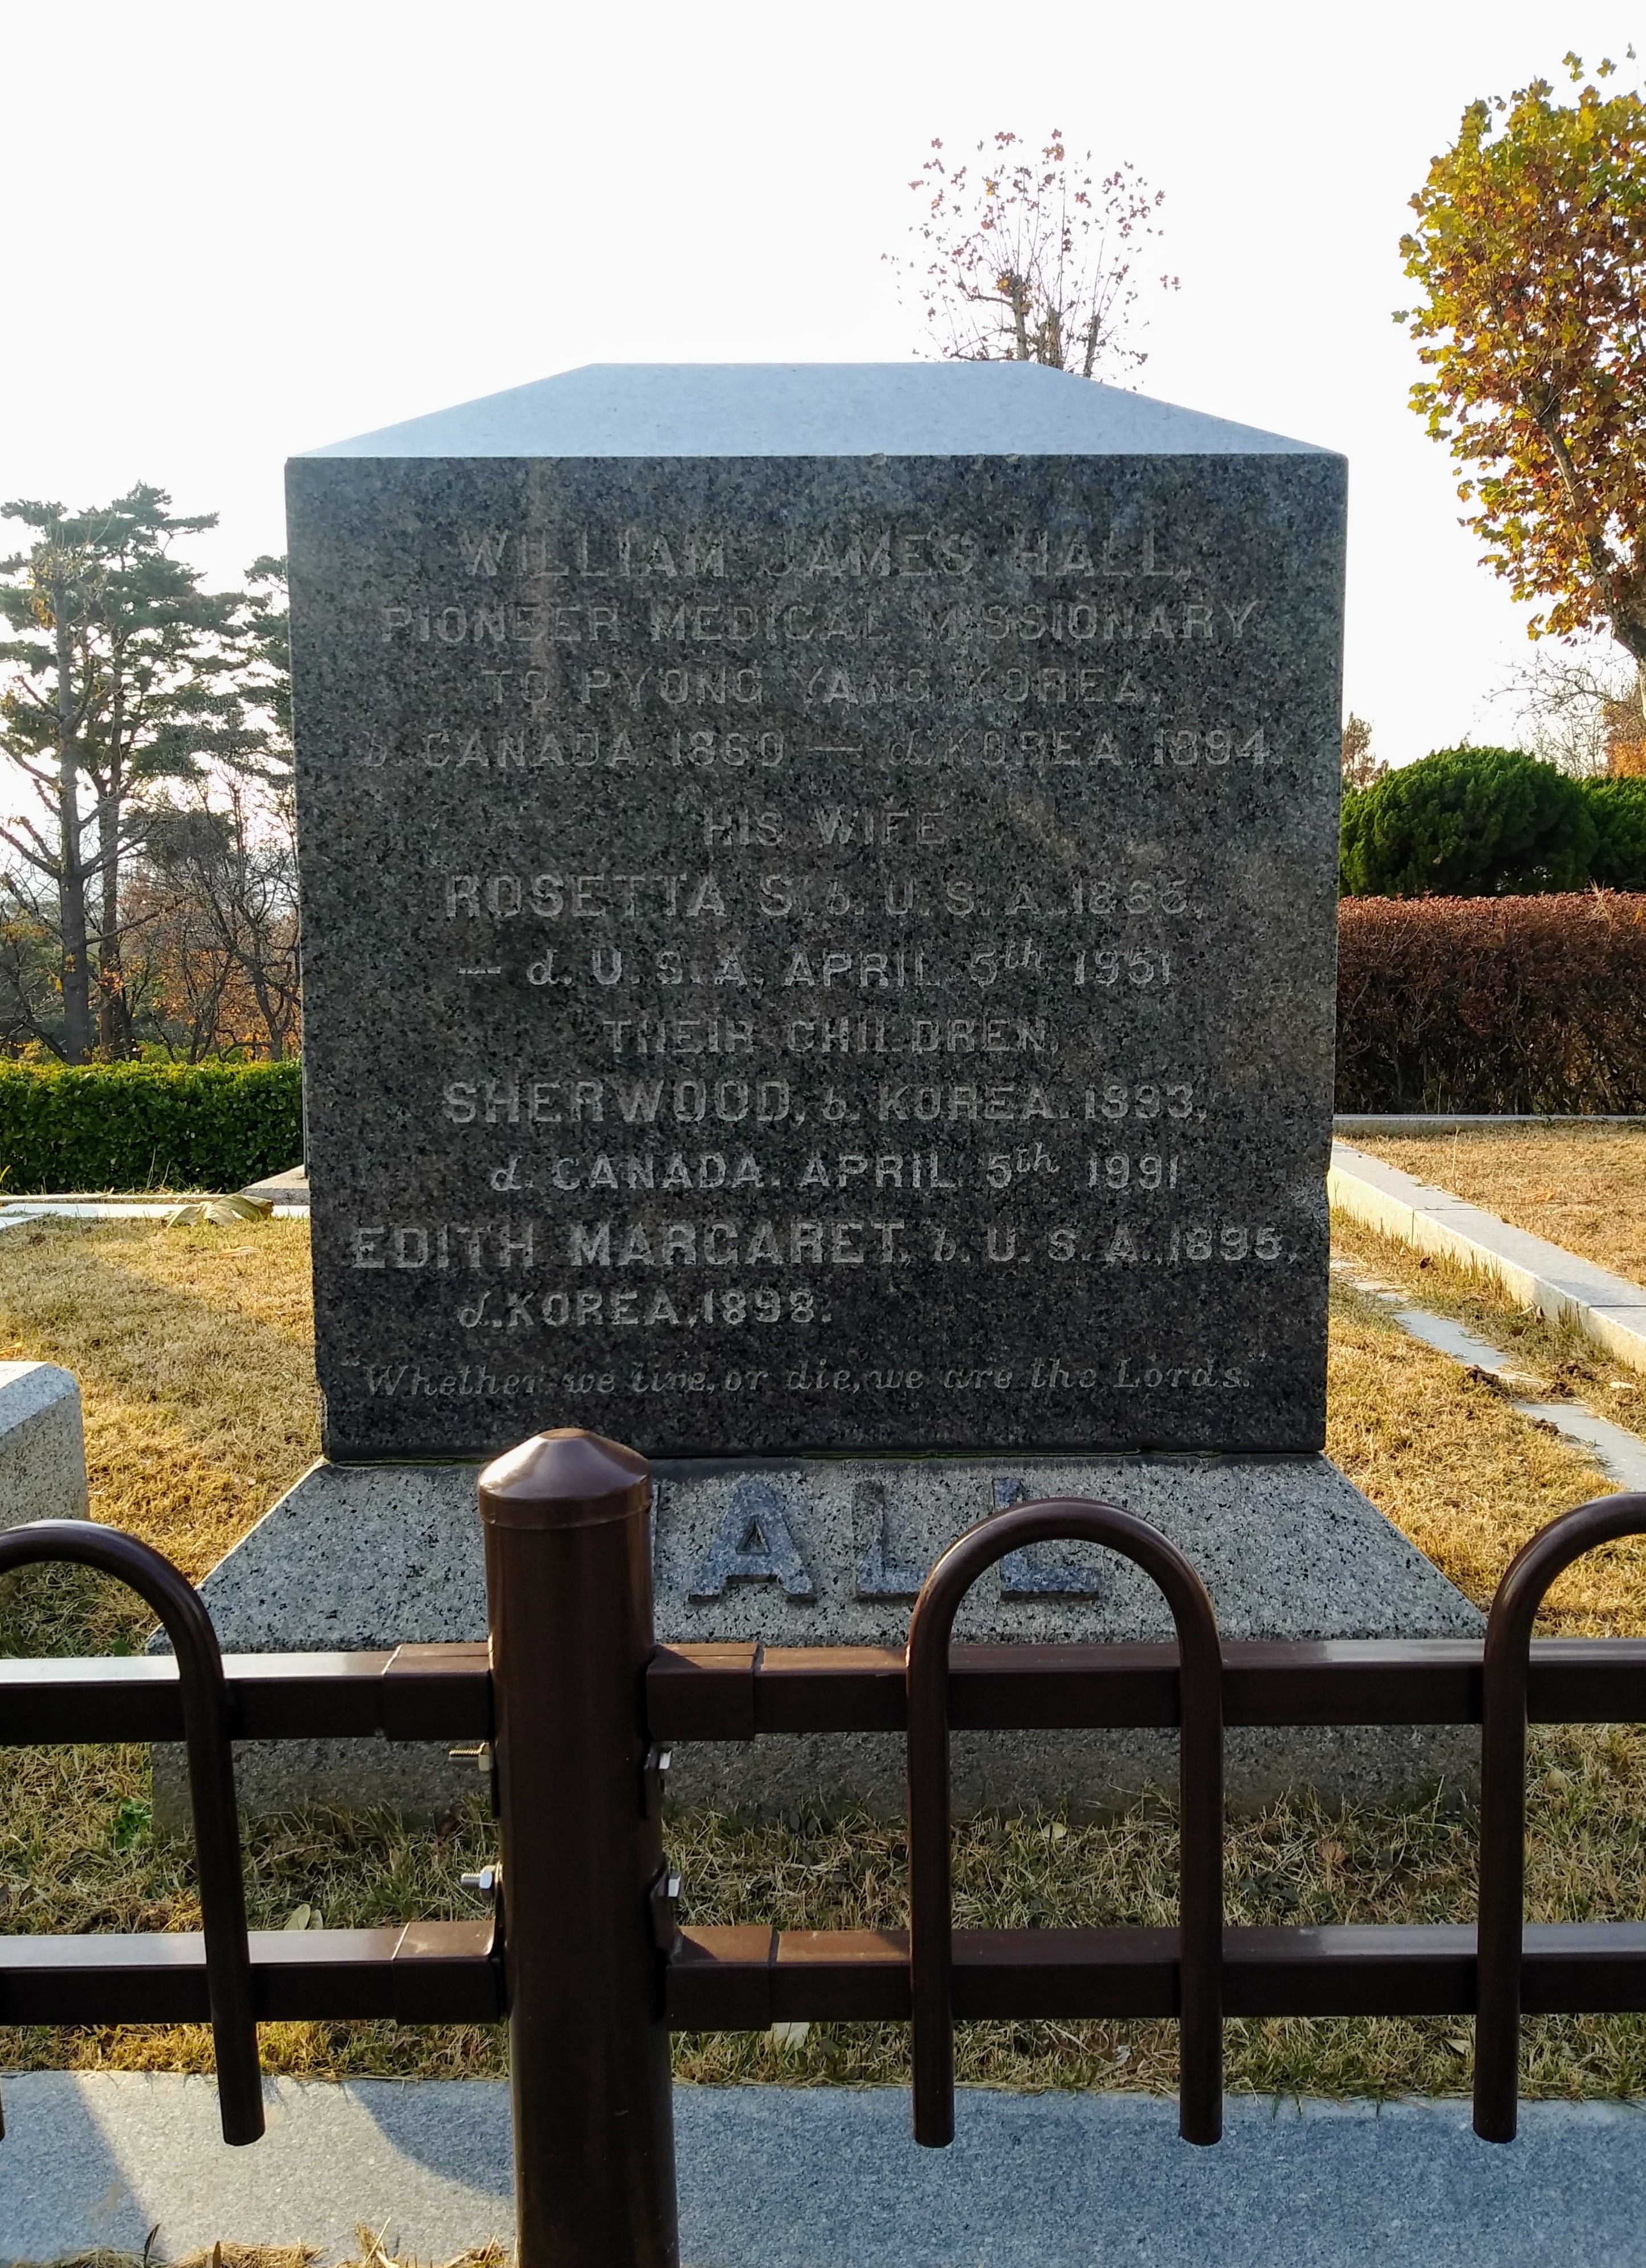 WILLIAM JAMES HALL,
PIONEER MEDICAL MISSIONARY
TO PYONG YANG KOREA.
b. CANADA. 1860 — d. KOREA. 1894.
HIS WIFE
ROSETTA S. b. U. S. A. 1865.
— d. U. S. A. APRIL 5th 1951
THEIR CHILDREN,
SHERWOOD, b. KOREA. 1893.
d. CANADA. APRIL 5th 1991
EDITH MARGARET, b. U. S. A. 1895.
d. KOREA, 1898.
"Whether we live, or die, we are the Lords."